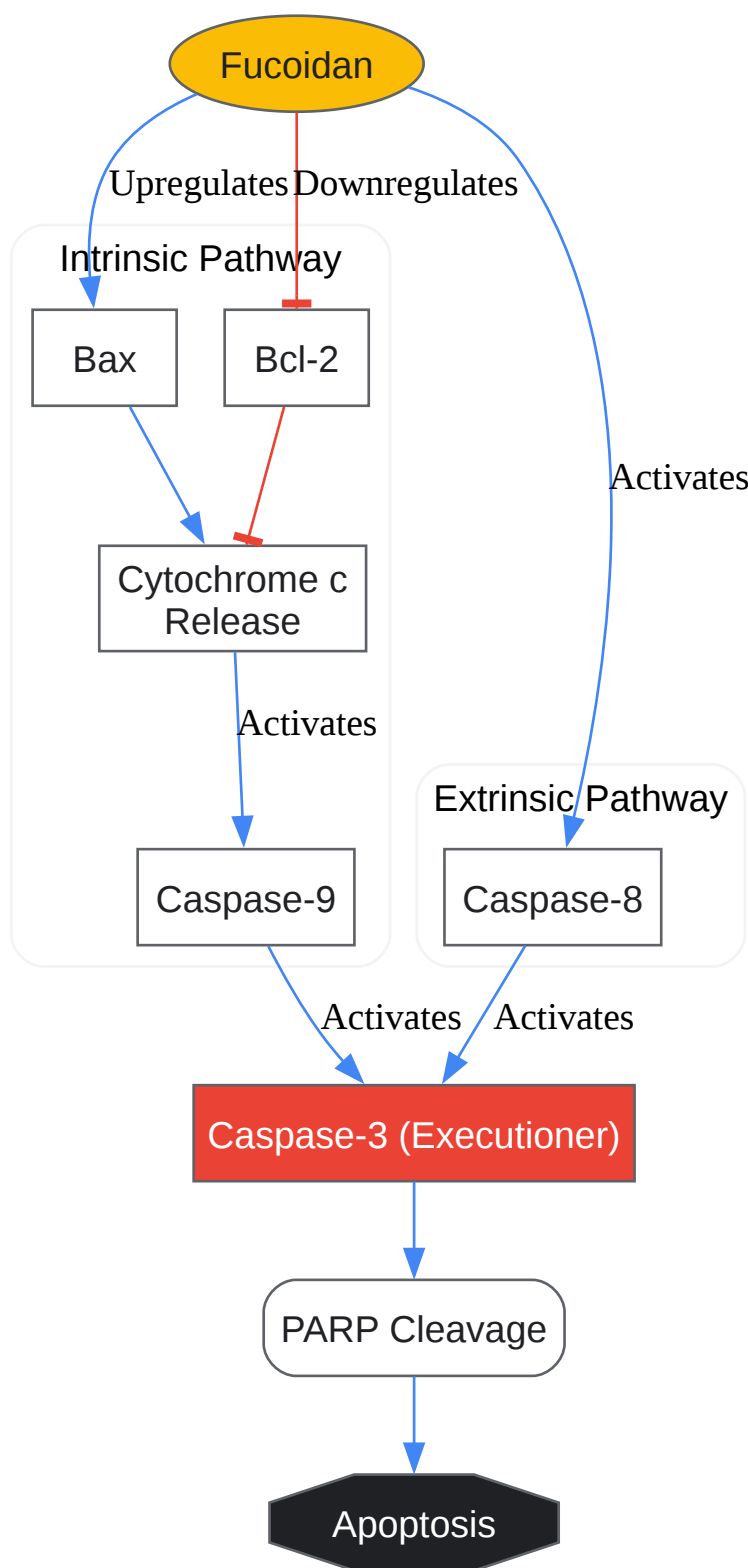 Fucoidan
Upregulates
Downregulates
Intrinsic Pathway
Bax
Bcl-2
Activates
Cytochrome c
Release
Activates
Extrinsic Pathway
Caspase-9
Caspase-8
Activates
Activates
Caspase-3 (Executioner)
PARP Cleavage
Apoptosis